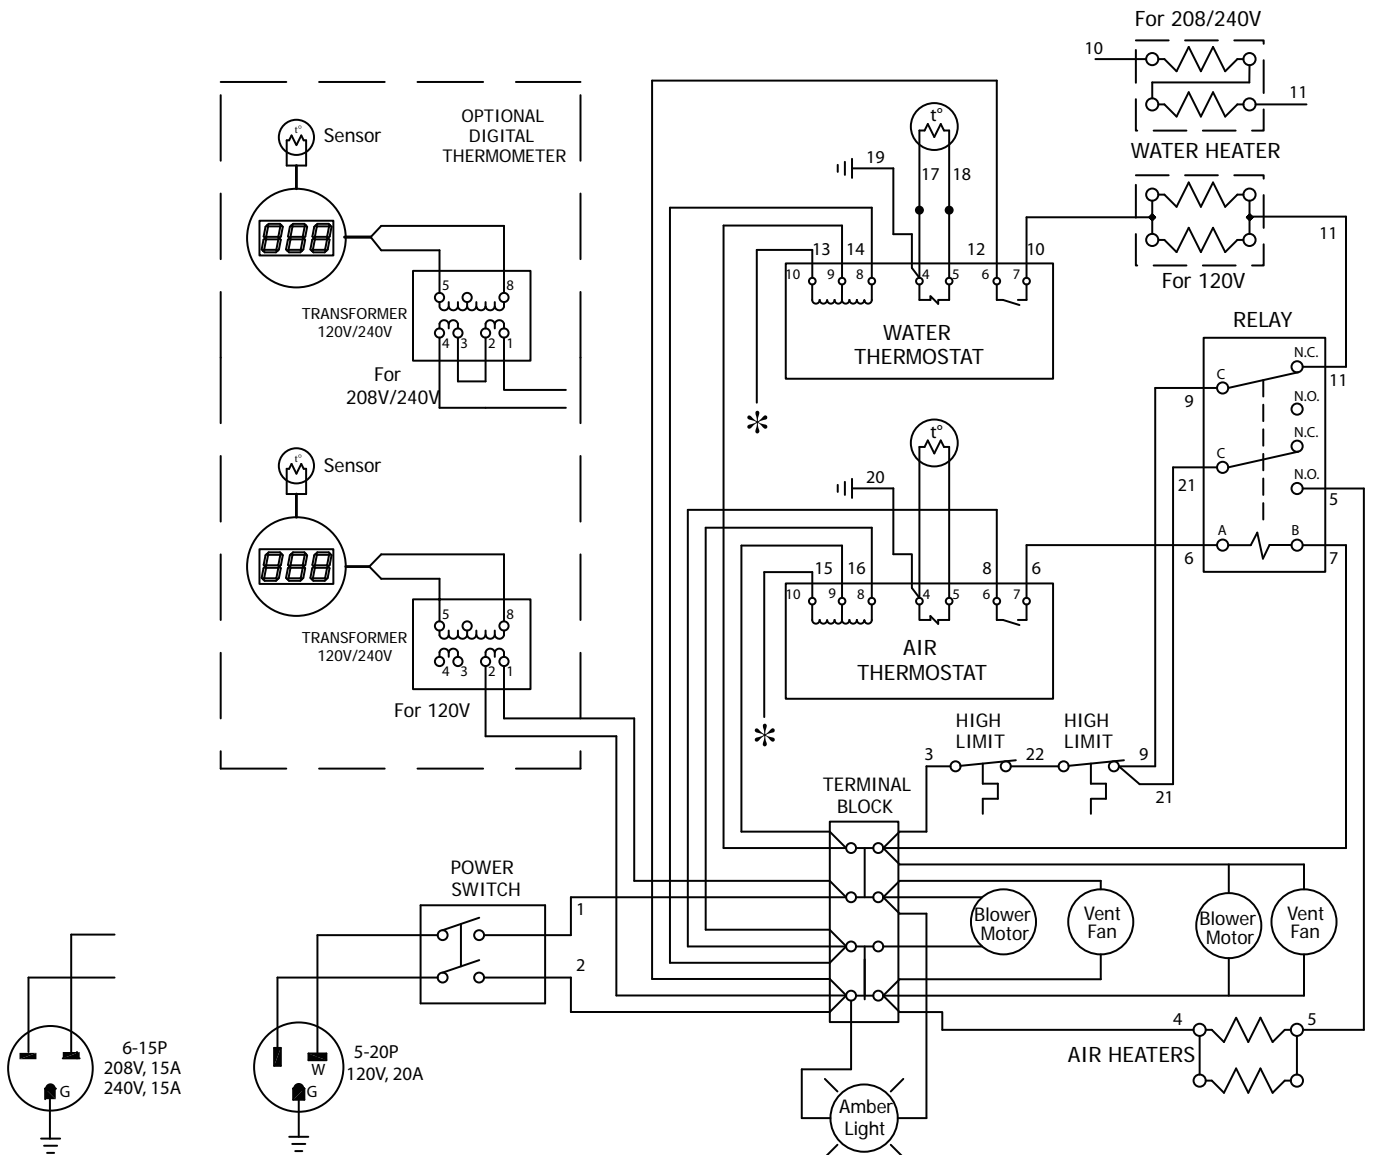 For 208/240V
10
11
WATER HEATER
For 120V
11
OPTIONAL
DIGITAL
THERMOMETER
t°
Sensor
888
5 8
TRANSFORMER
120V/240V
4 3 2 1
For
208V/240V
t°
Sensor
888
5 8
TRANSFORMER
120V/240V
4 3 2 1
For 120V
t°
19
17 18
13 14 12 10
10 9 8 4 5 6 7
WATER
THERMOSTAT
*
t°
20
15 16 8 6
10 9 8 4 5 6 7
AIR
THERMOSTAT
*
RELAY
N.C.
C
11
9
N.O.
N.C.
C
21
N.O.
5
A B
6 7
HIGH
LIMIT
HIGH
LIMIT
3 22 9
21
TERMINAL
BLOCK
POWER
SWITCH
1
2
Blower
Motor
Vent
Fan
Blower
Motor
Vent
Fan
4 5
AIR HEATERS
Amber
Light
6-15P
208V, 15A
240V, 15A
G
5-20P
120V, 20A
W
G